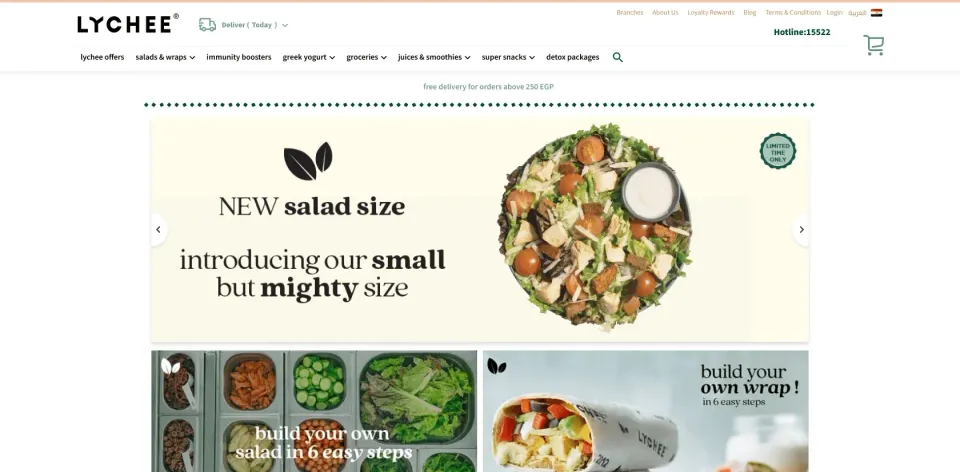 LYCHEE®
Deliver ( Today )
Branches
About Us
Loyalty Rewards
Blog
Terms & Conditions
Login
العربية
Hotline:15522
lychee offers
salads & wraps
immunity boosters
greek yogurt
groceries
juices & smoothies
super snacks
detox packages
free delivery for orders above 250 EGP
NEW salad size
introducing our small
but mighty size
LIMITED
TIME
ONLY
build your own
salad in 6 easy steps
build your
own wrap !
in 6 easy steps
LYCHEE